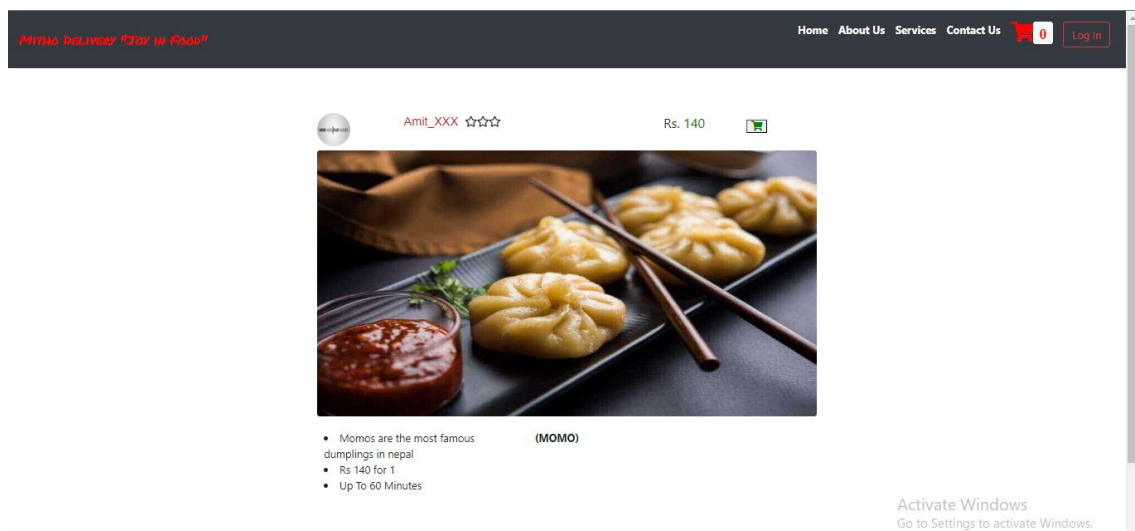 Mitho Delivery "Joy in Food"
Home About Us Services Contact Us 0 Log In
Amit_XXX Rs. 140
Momos are the most famous (MOMO)
dumplings in nepal
Rs 140 for 1
Up To 60 Minutes
Activate Windows
Go to Settings to activate Windows.